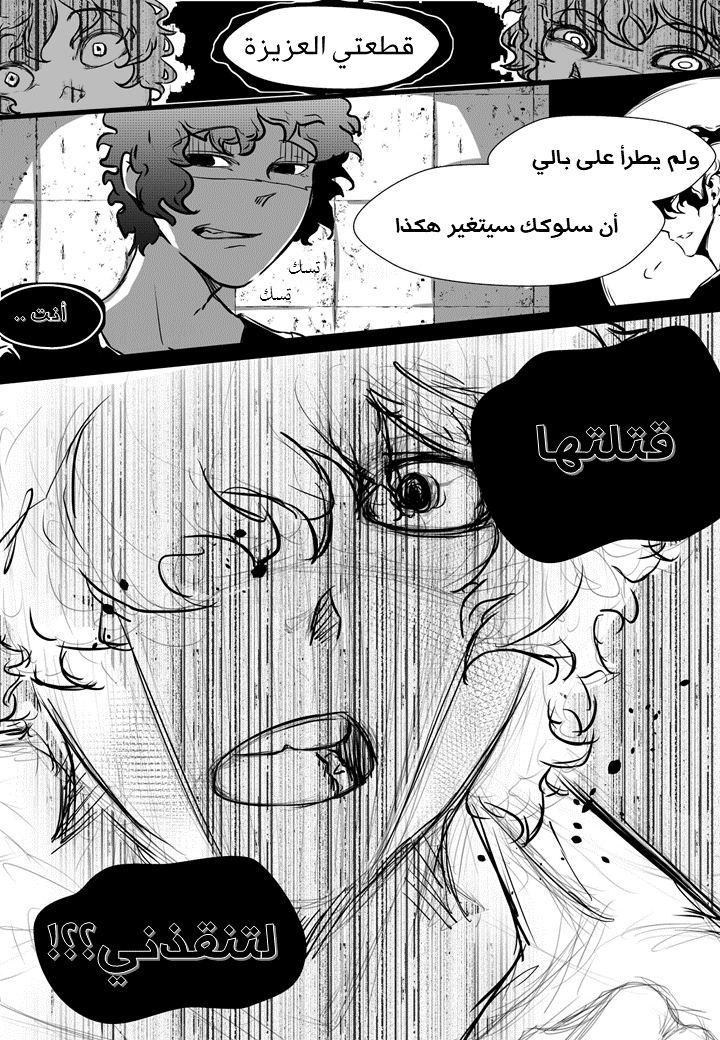 قطعتي العزيزة
ولم يطرأ على بالي
أن سلوكك سيتغير هكذا
تسك
تسك
أنت ..
قتلتها
لتنقذني؟؟!